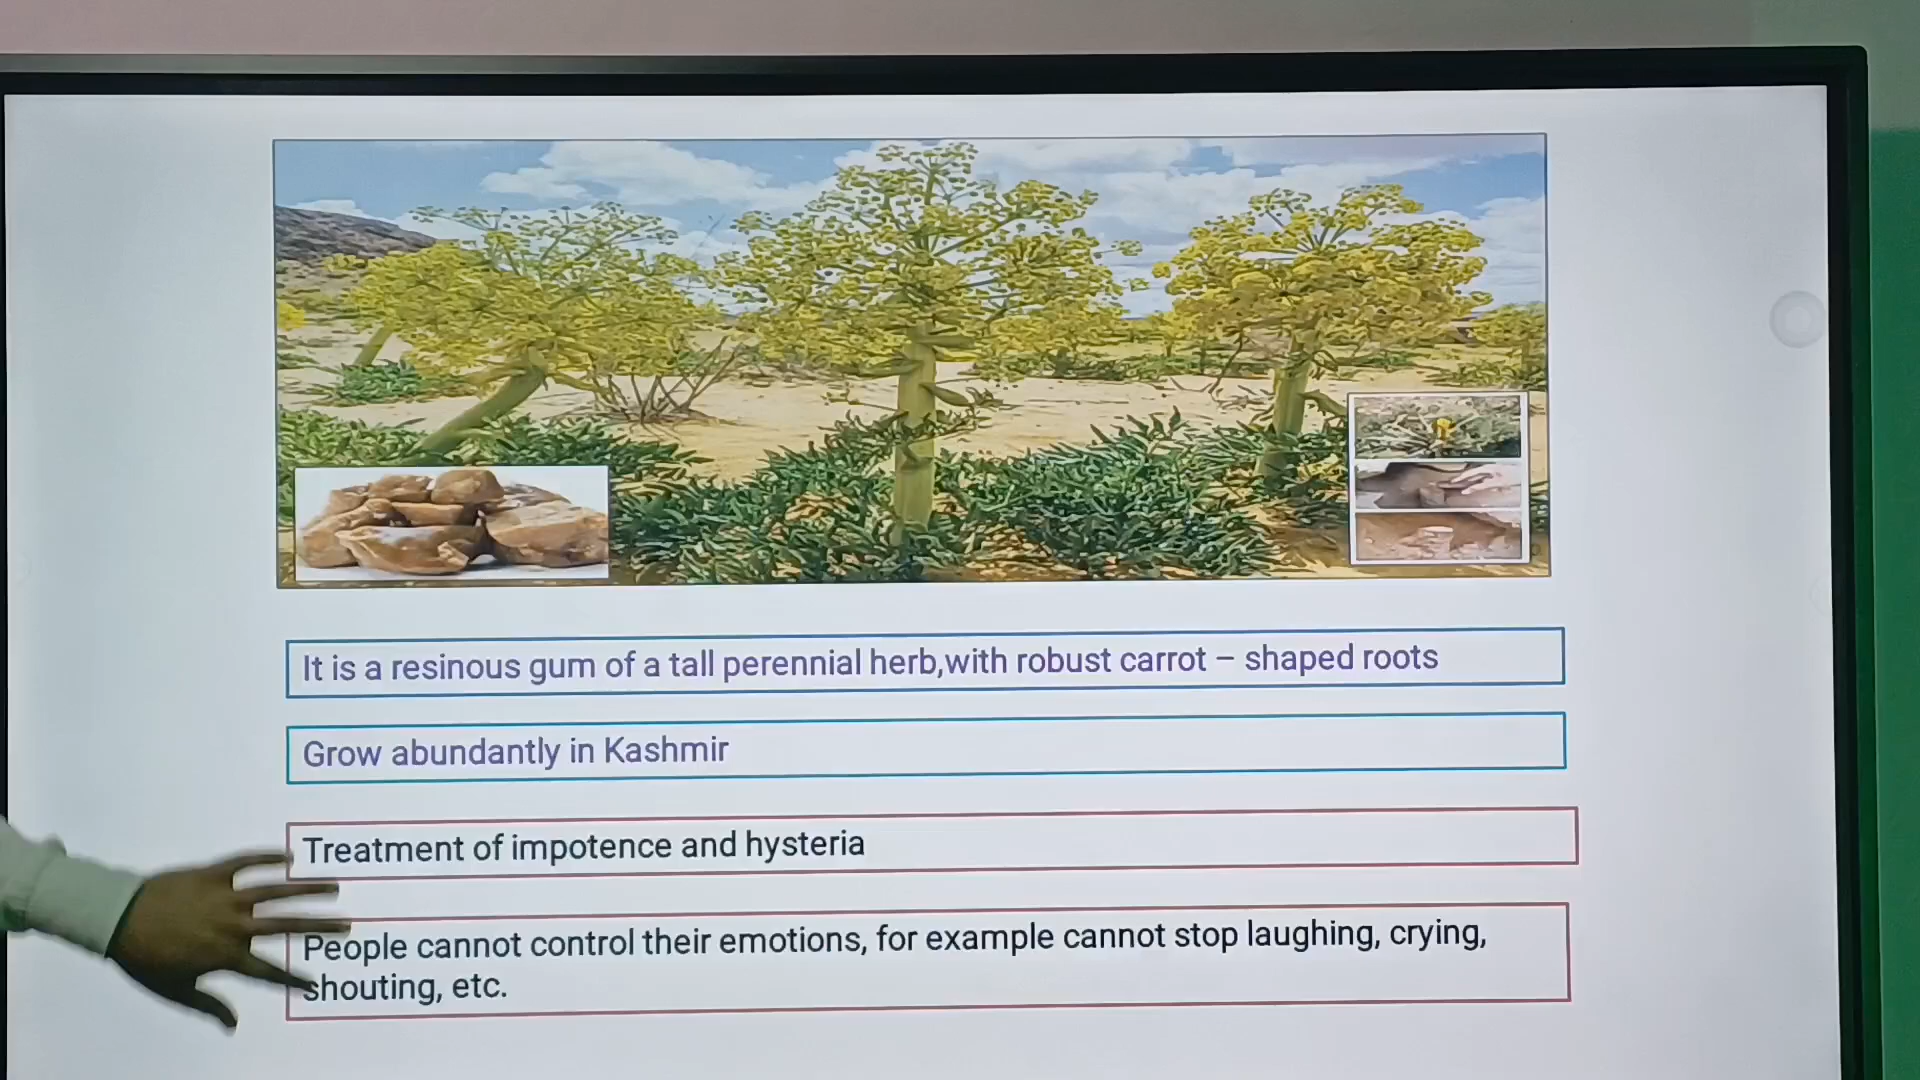 It is a resinous gum of a tall perennial herb,with robust carrot – shaped roots
Grow abundantly in Kashmir
Treatment of impotence and hysteria
People cannot control their emotions, for example cannot stop laughing, crying,
shouting, etc.